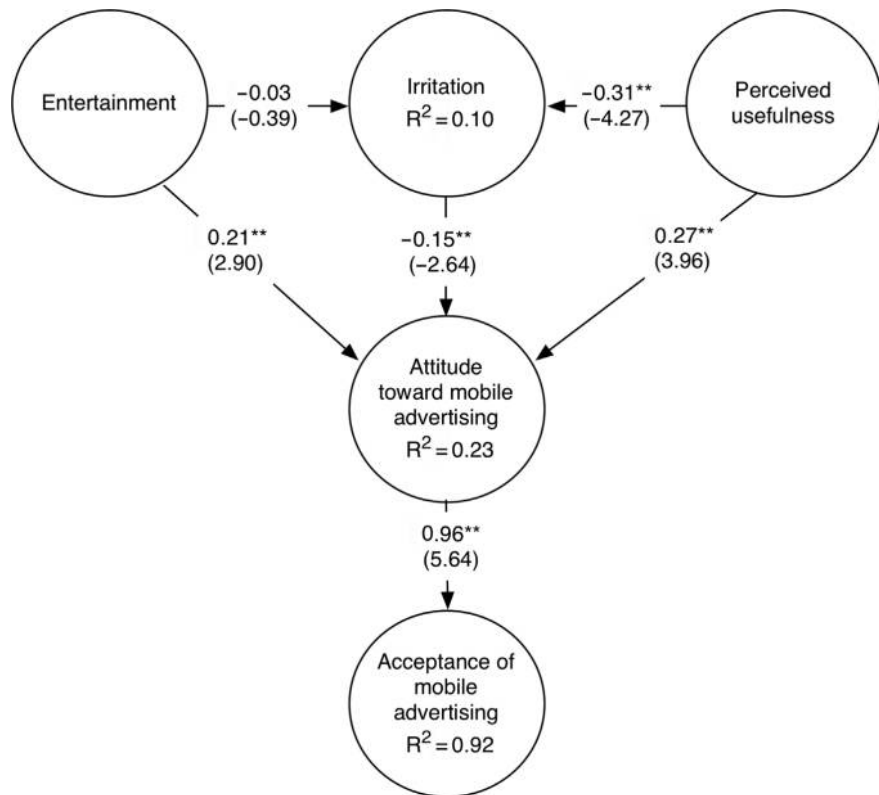 Entertainment
−0.03
(−0.39)
Irritation
R² = 0.10
−0.31**
(−4.27)
Perceived
usefulness
0.21**
(2.90)
−0.15**
(−2.64)
0.27**
(3.96)
Attitude
toward mobile
advertising
R² = 0.23
0.96**
(5.64)
Acceptance of
mobile
advertising
R² = 0.92